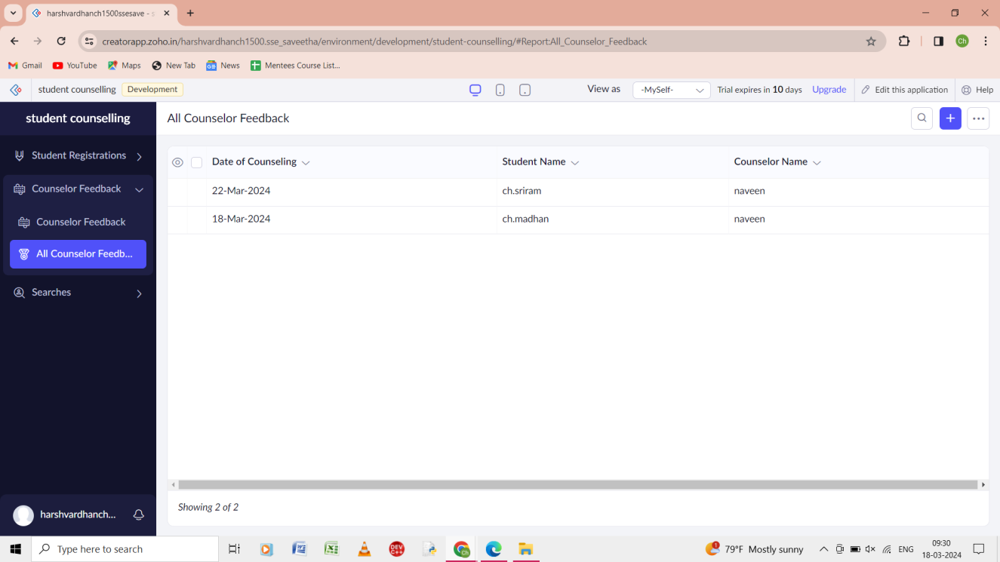 harshvardhanch1500ssesave - s
creatorapp.zoho.in/harshvardhanch1500.sse_saveetha/environment/development/student-counselling/#Report:All_Counselor_Feedback
Ch
Gmail YouTube Maps New Tab News Mentees Course List...
student counselling Development View as -MySelf- Trial expires in 10 days Upgrade Edit this application Help
student counselling
All Counselor Feedback
Student Registrations
Counselor Feedback
Counselor Feedback
All Counselor Feedb...
Searches
Date of Counseling Student Name Counselor Name
22-Mar-2024 ch.sriram naveen
18-Mar-2024 ch.madhan naveen
Showing 2 of 2
harshvardhanch...
Type here to search
DEV C++
Ch
1
79°F Mostly sunny
ENG
09:30
18-03-2024